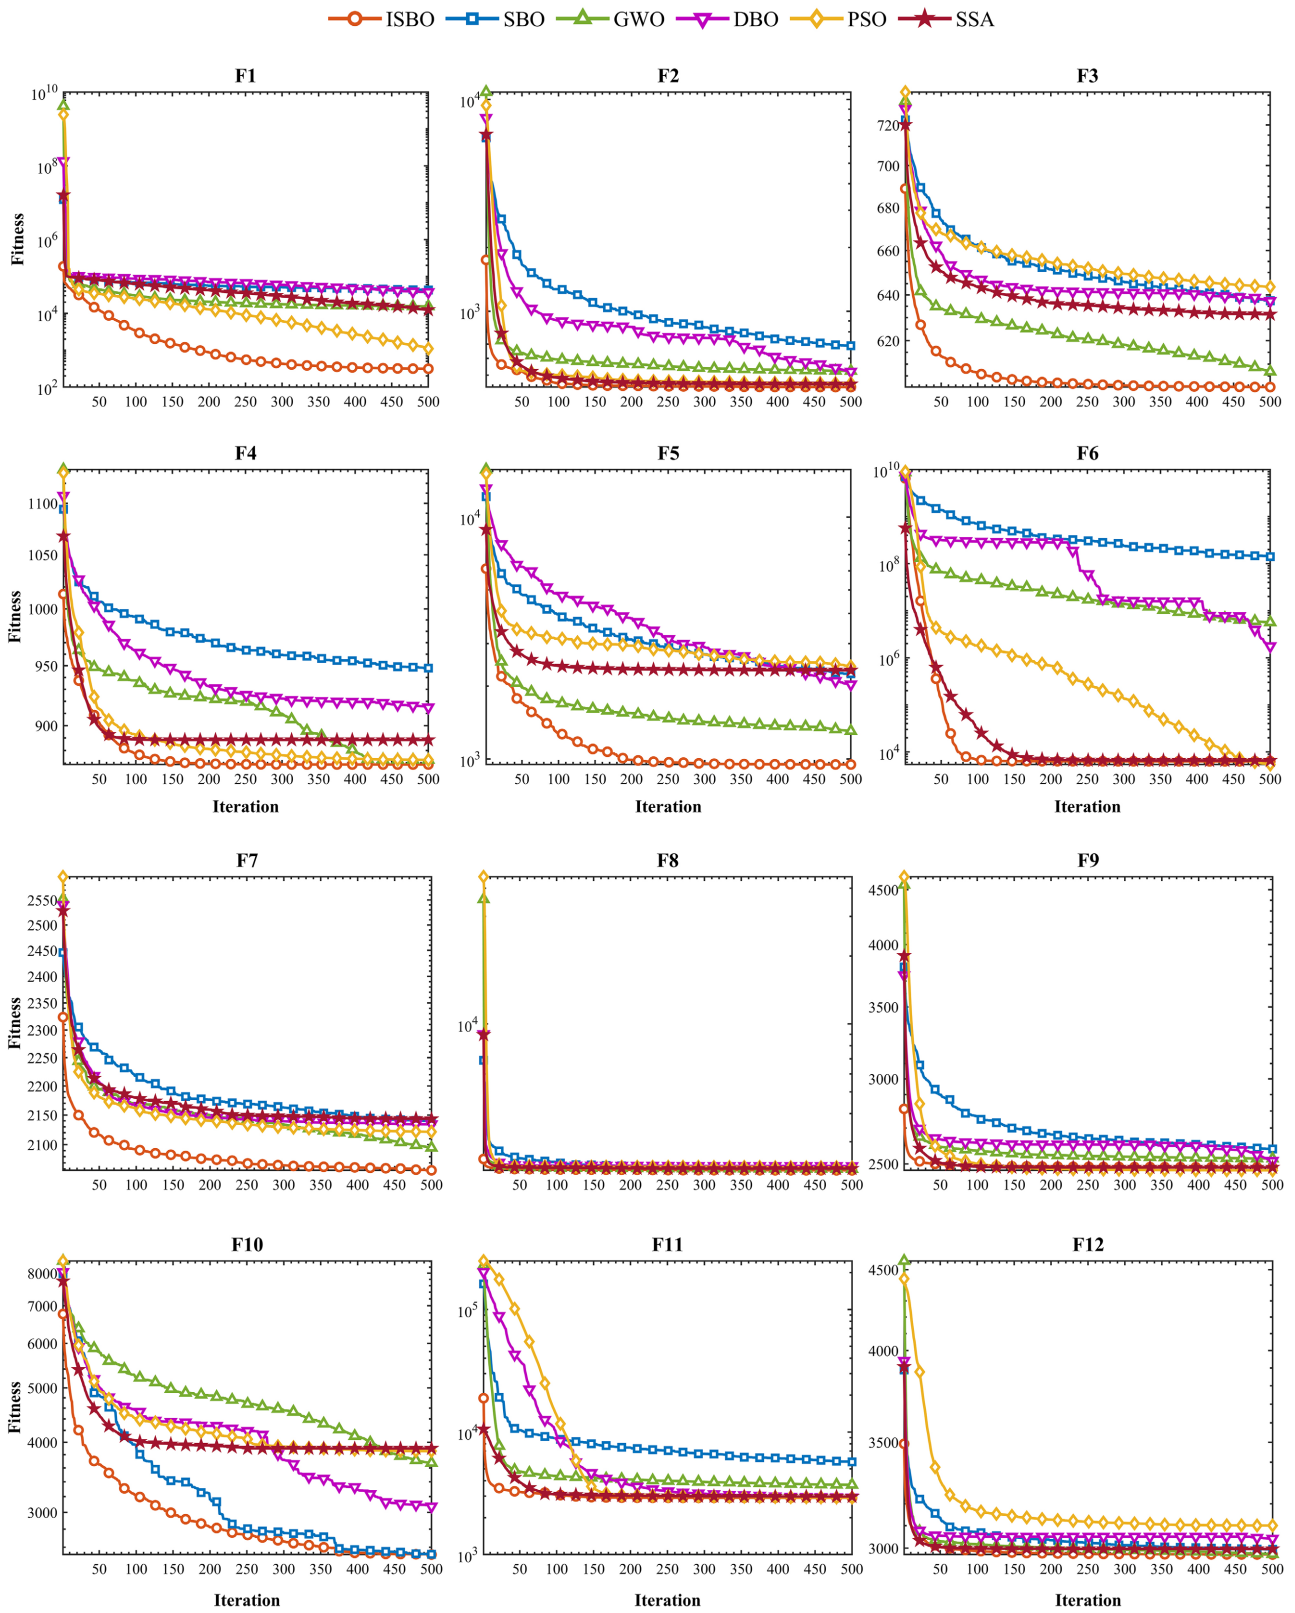 ISBO SBO GWO DBO PSO SSA
F1 F2 F3
10^10 10^8 10^6 10^4 10^2
Fitness
50 100 150 200 250 300 350 400 450 500
10^4 10^3
50 100 150 200 250 300 350 400 450 500
720 700 680 660 640 620
50 100 150 200 250 300 350 400 450 500
F4 F5 F6
1100 1050 1000 950 900
Fitness
50 100 150 200 250 300 350 400 450 500
Iteration
10^4 10^3
50 100 150 200 250 300 350 400 450 500
Iteration
10^10 10^8 10^6 10^4
50 100 150 200 250 300 350 400 450 500
Iteration
F7 F8 F9
2550 2500 2450 2400 2350 2300 2250 2200 2150 2100
Fitness
50 100 150 200 250 300 350 400 450 500
10^4
50 100 150 200 250 300 350 400 450 500
4500 4000 3500 3000 2500
50 100 150 200 250 300 350 400 450 500
F10 F11 F12
8000 7000 6000 5000 4000 3000
Fitness
50 100 150 200 250 300 350 400 450 500
Iteration
10^5 10^4 10^3
50 100 150 200 250 300 350 400 450 500
Iteration
4500 4000 3500 3000
50 100 150 200 250 300 350 400 450 500
Iteration